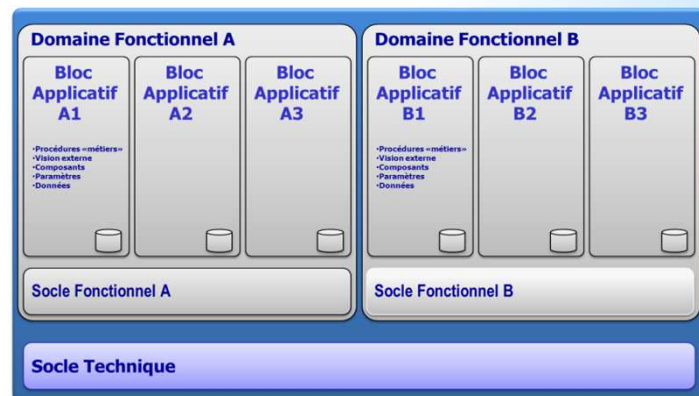 Domaine Fonctionnel A
Bloc
Applicatif
A1
•Procédures «métiers»
•Vision externe
•Composants
•Paramètres
•Données
Bloc
Applicatif
A2
Bloc
Applicatif
A3
Socle Fonctionnel A
Domaine Fonctionnel B
Bloc
Applicatif
B1
•Procédures «métiers»
•Vision externe
•Composants
•Paramètres
•Données
Bloc
Applicatif
B2
Bloc
Applicatif
B3
Socle Fonctionnel B
Socle Technique